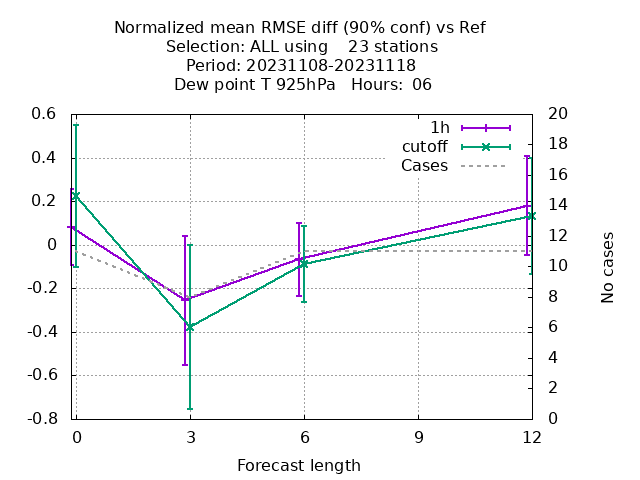 Normalized mean RMSE diff (90% conf) vs Ref
Selection: ALL using    23 stations
Period: 20231108-20231118
Dew point T 925hPa   Hours:  06
1h
cutoff
Cases
0.6
0.4
0.2
0
-0.2
-0.4
-0.6
-0.8
20
18
16
14
12
10
8
6
4
2
0
No cases
0 3 6 9 12
Forecast length